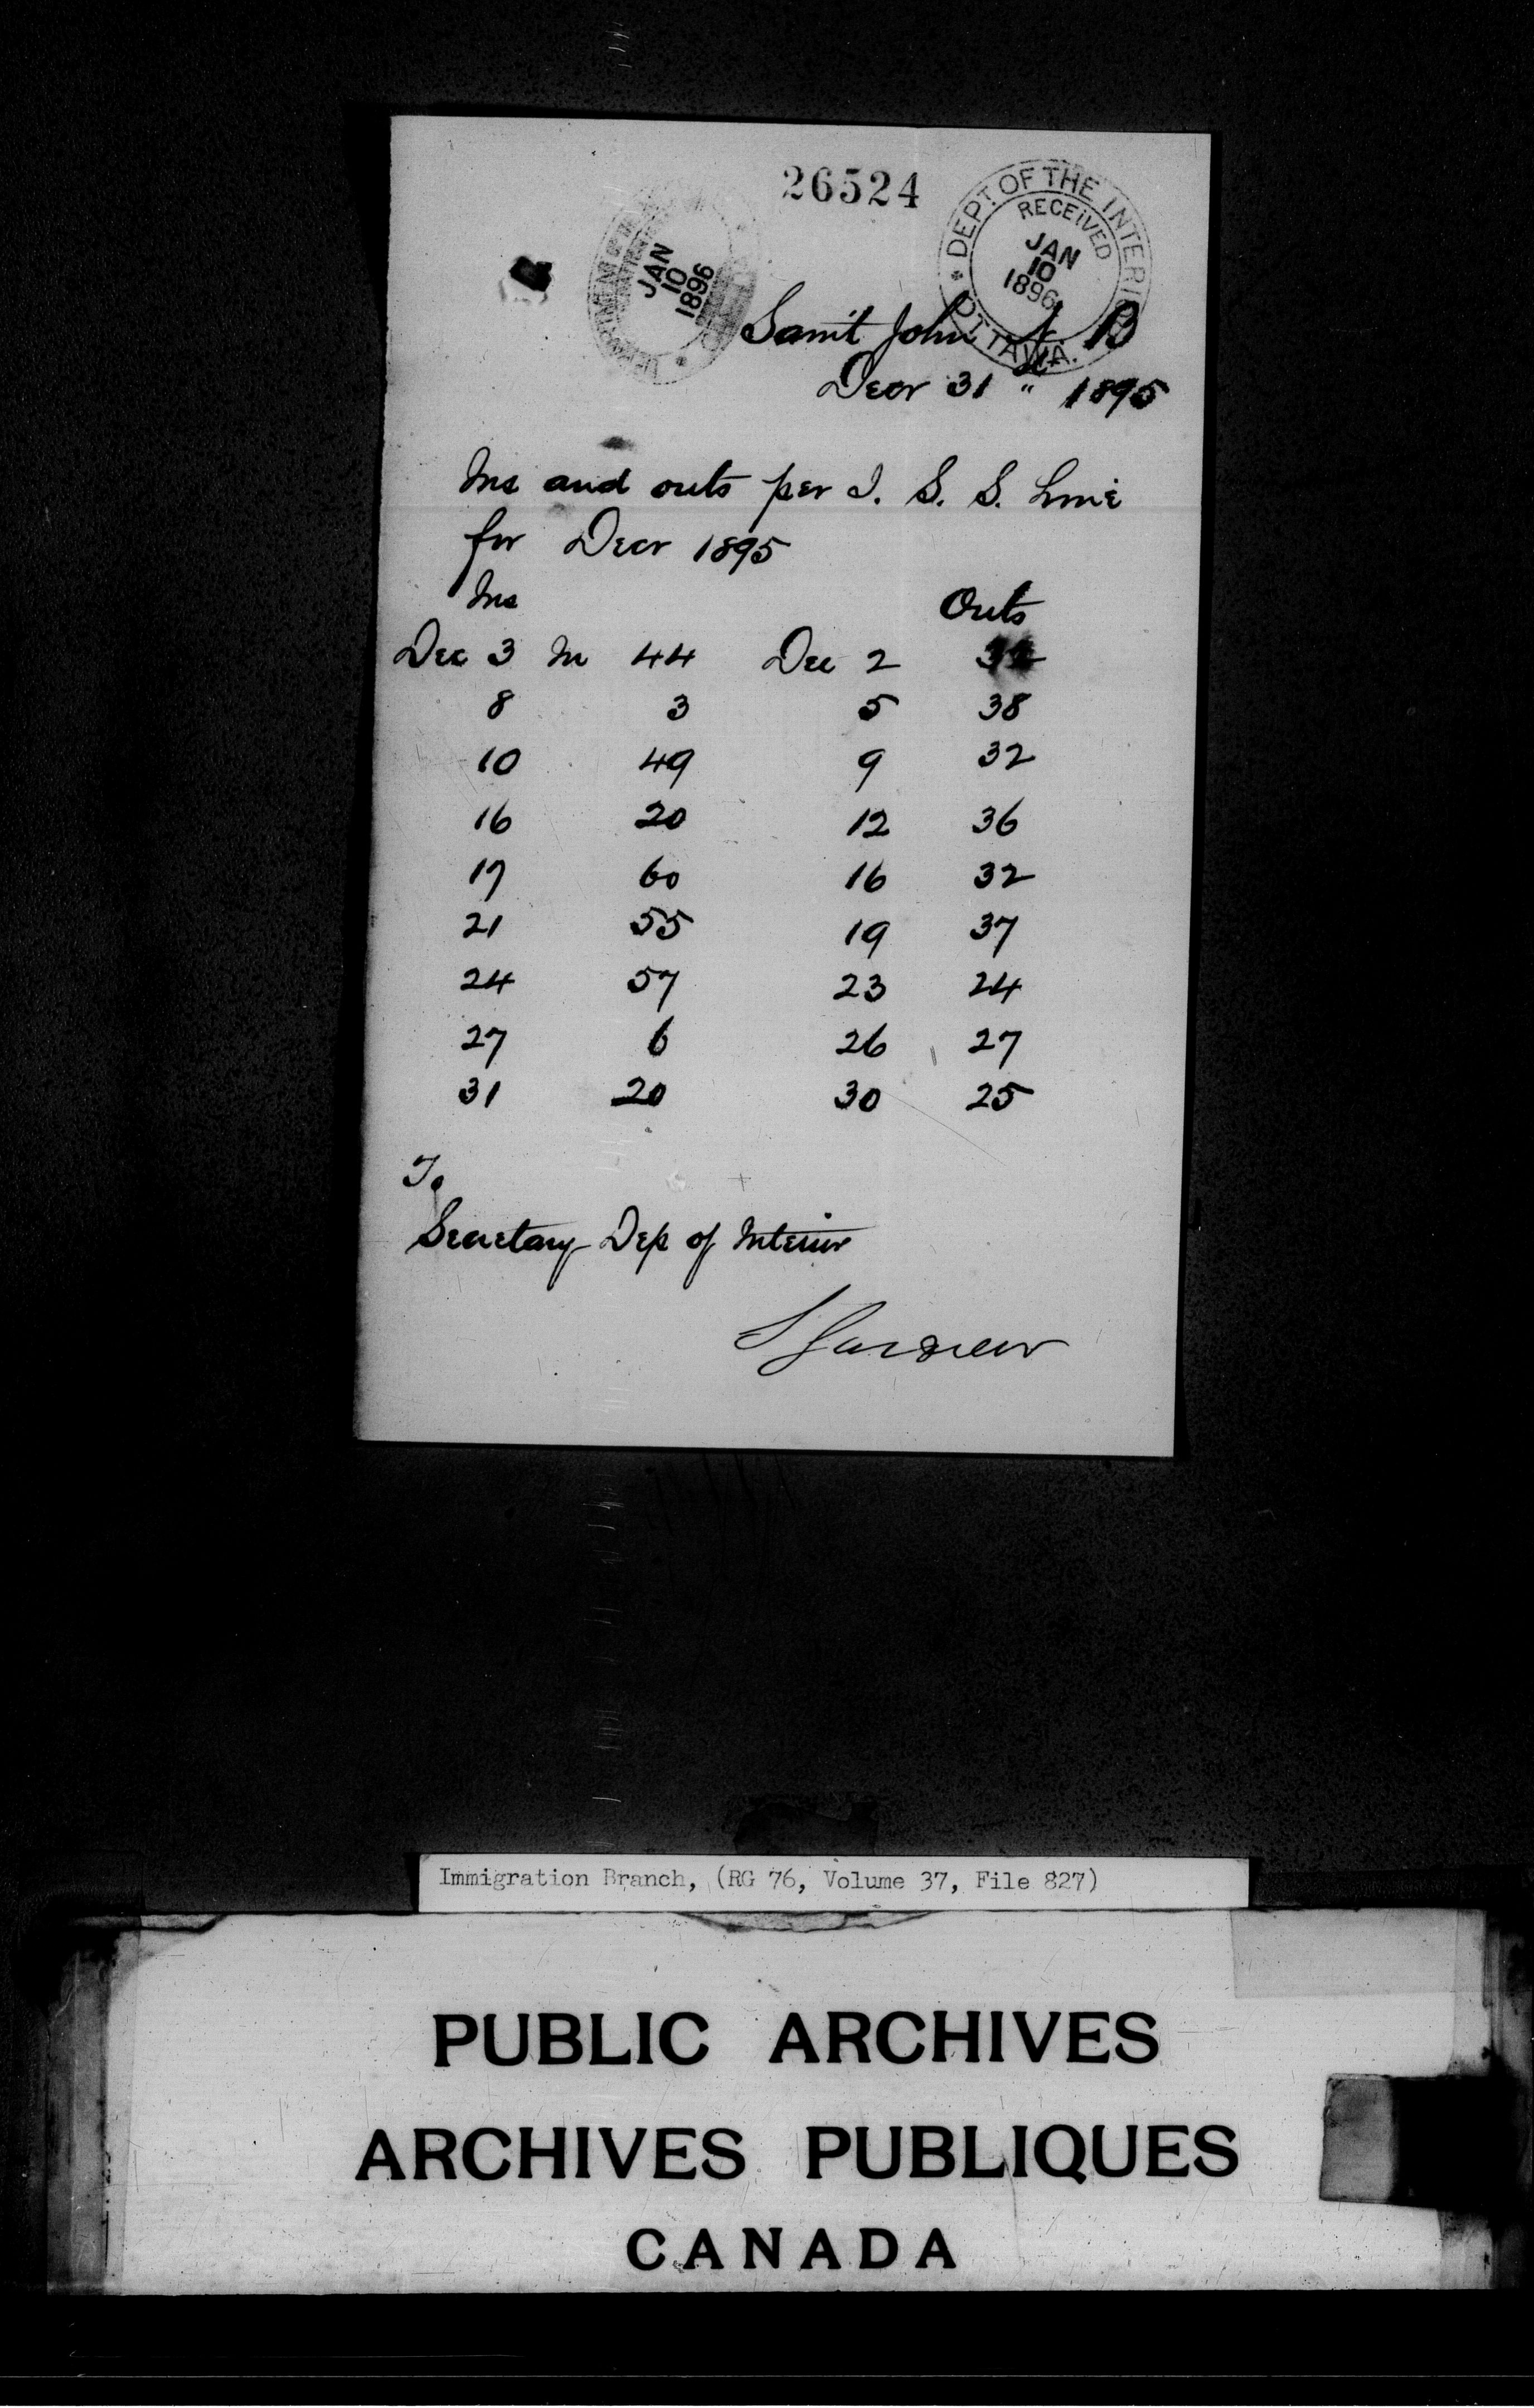 26524
DEPT. OF THE INTERIOR
RECEIVED
JAN
10
1896
OTTAWA.
JAN
10
1896
Saint John N B
Decr 31 " 1895
Ins and outs per I. S. S. Line
for Decr 1895
Ins Outs
Dec 3 In 44 Dec 2
8 3 5 38
10 49 9 32
16 20 12 36
17 60 16 32
21 55 19 37
24 57 23 24
27 6 26 27
31 20 30 25
To
Secretary Dep of Interior
S Gardner
Immigration Branch, (RG 76, Volume 37, File 827)
PUBLIC ARCHIVES
ARCHIVES PUBLIQUES
CANADA